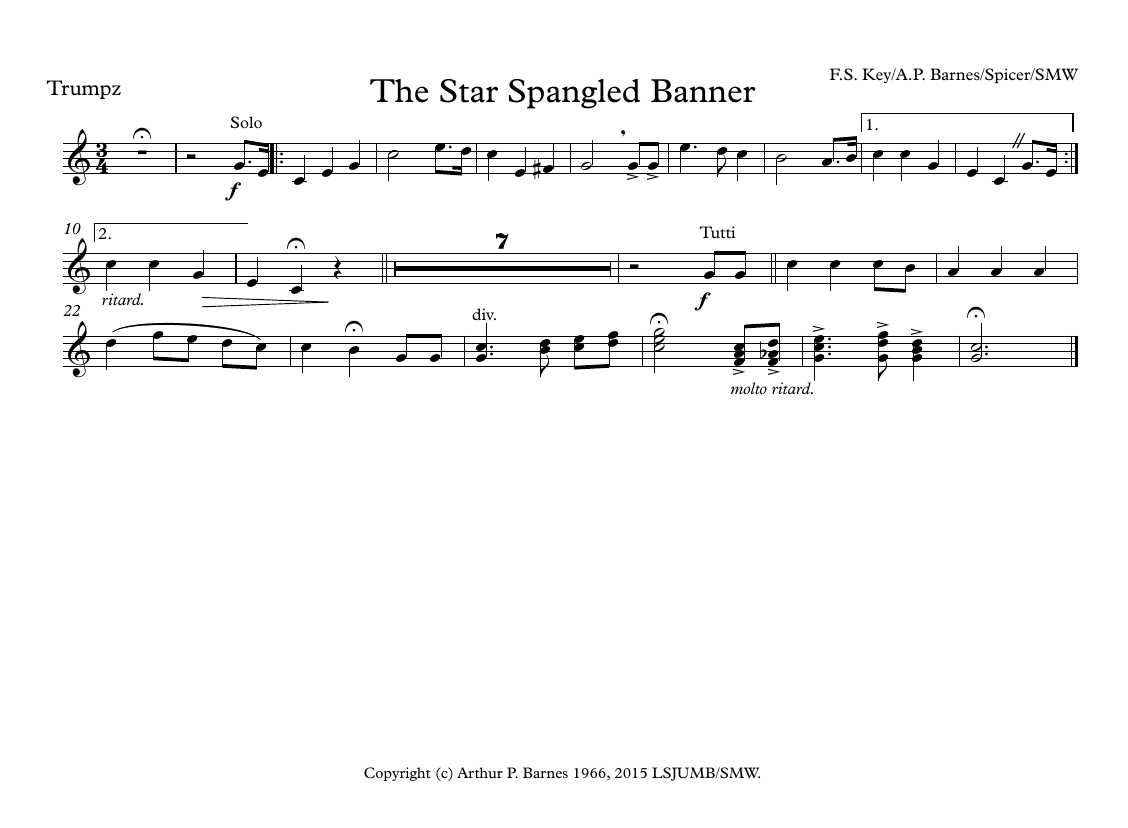 F.S. Key/A.P. Barnes/Spicer/SMW
Trumpz
The Star Spangled Banner
Solo
1.
3
4
f
10
2.
7
Tutti
ritard.
f
22
div.
molto ritard.
Copyright (c) Arthur P. Barnes 1966, 2015 LSJUMB/SMW.